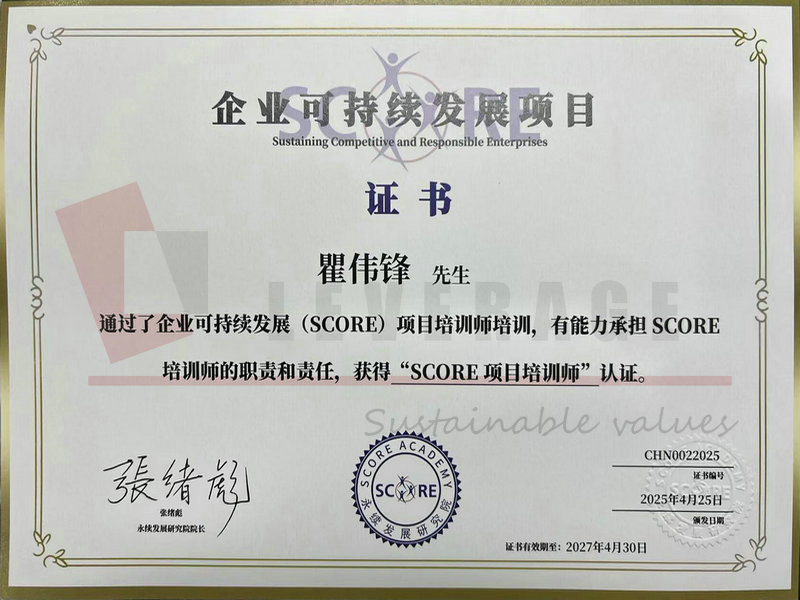 SCORE
企业可持续发展项目
Sustaining Competitive and Responsible Enterprises
证书
瞿伟锋 先生
LEVERAGE
通过了企业可持续发展（SCORE）项目培训师培训，有能力承担 SCORE
培训师的职责和责任，获得“SCORE 项目培训师”认证。
Sustainable values
張緒彪
张绪彪
永续发展研究院院长
SCORE ACADEMY
SCORE
永续发展研究院
CHN0022025
证书编号
2025年4月25日
颁发日期
证书有效期至：2027年4月30日